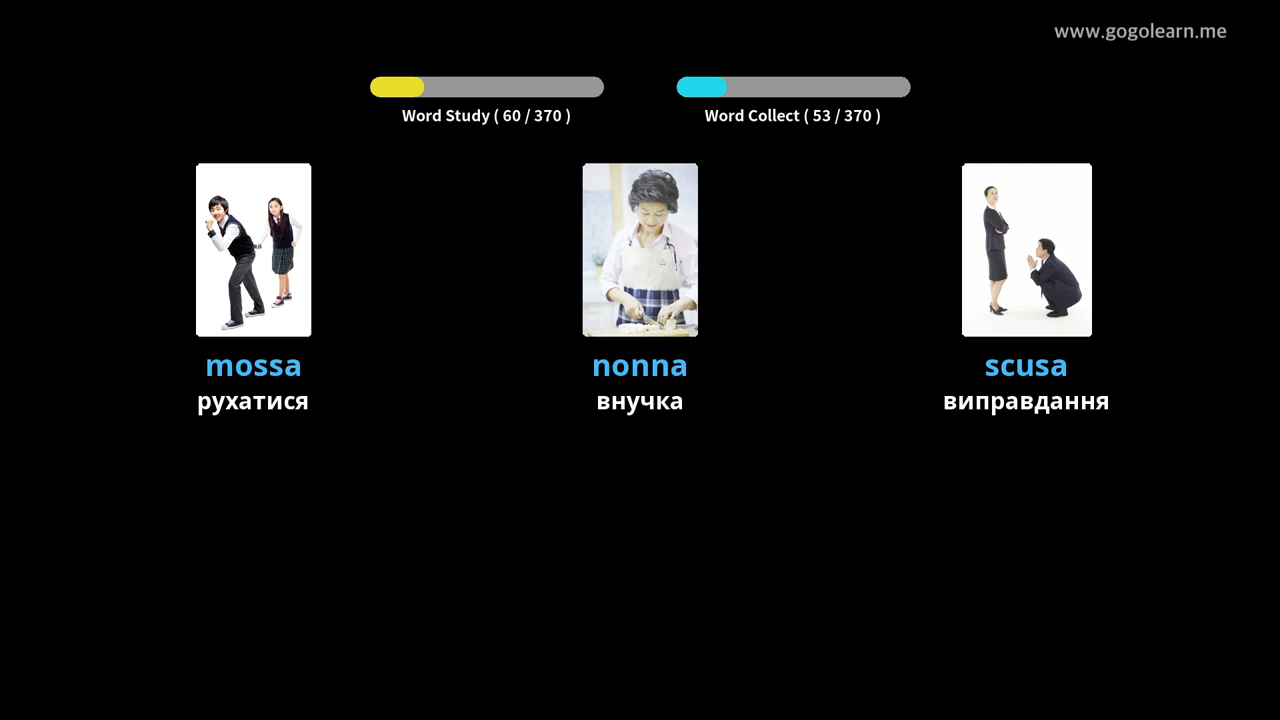 www.gogolearn.me
Word Study ( 60 / 370 )
Word Collect ( 53 / 370 )
mossa
nonna
scusa
рухатися
внучка
виправдання